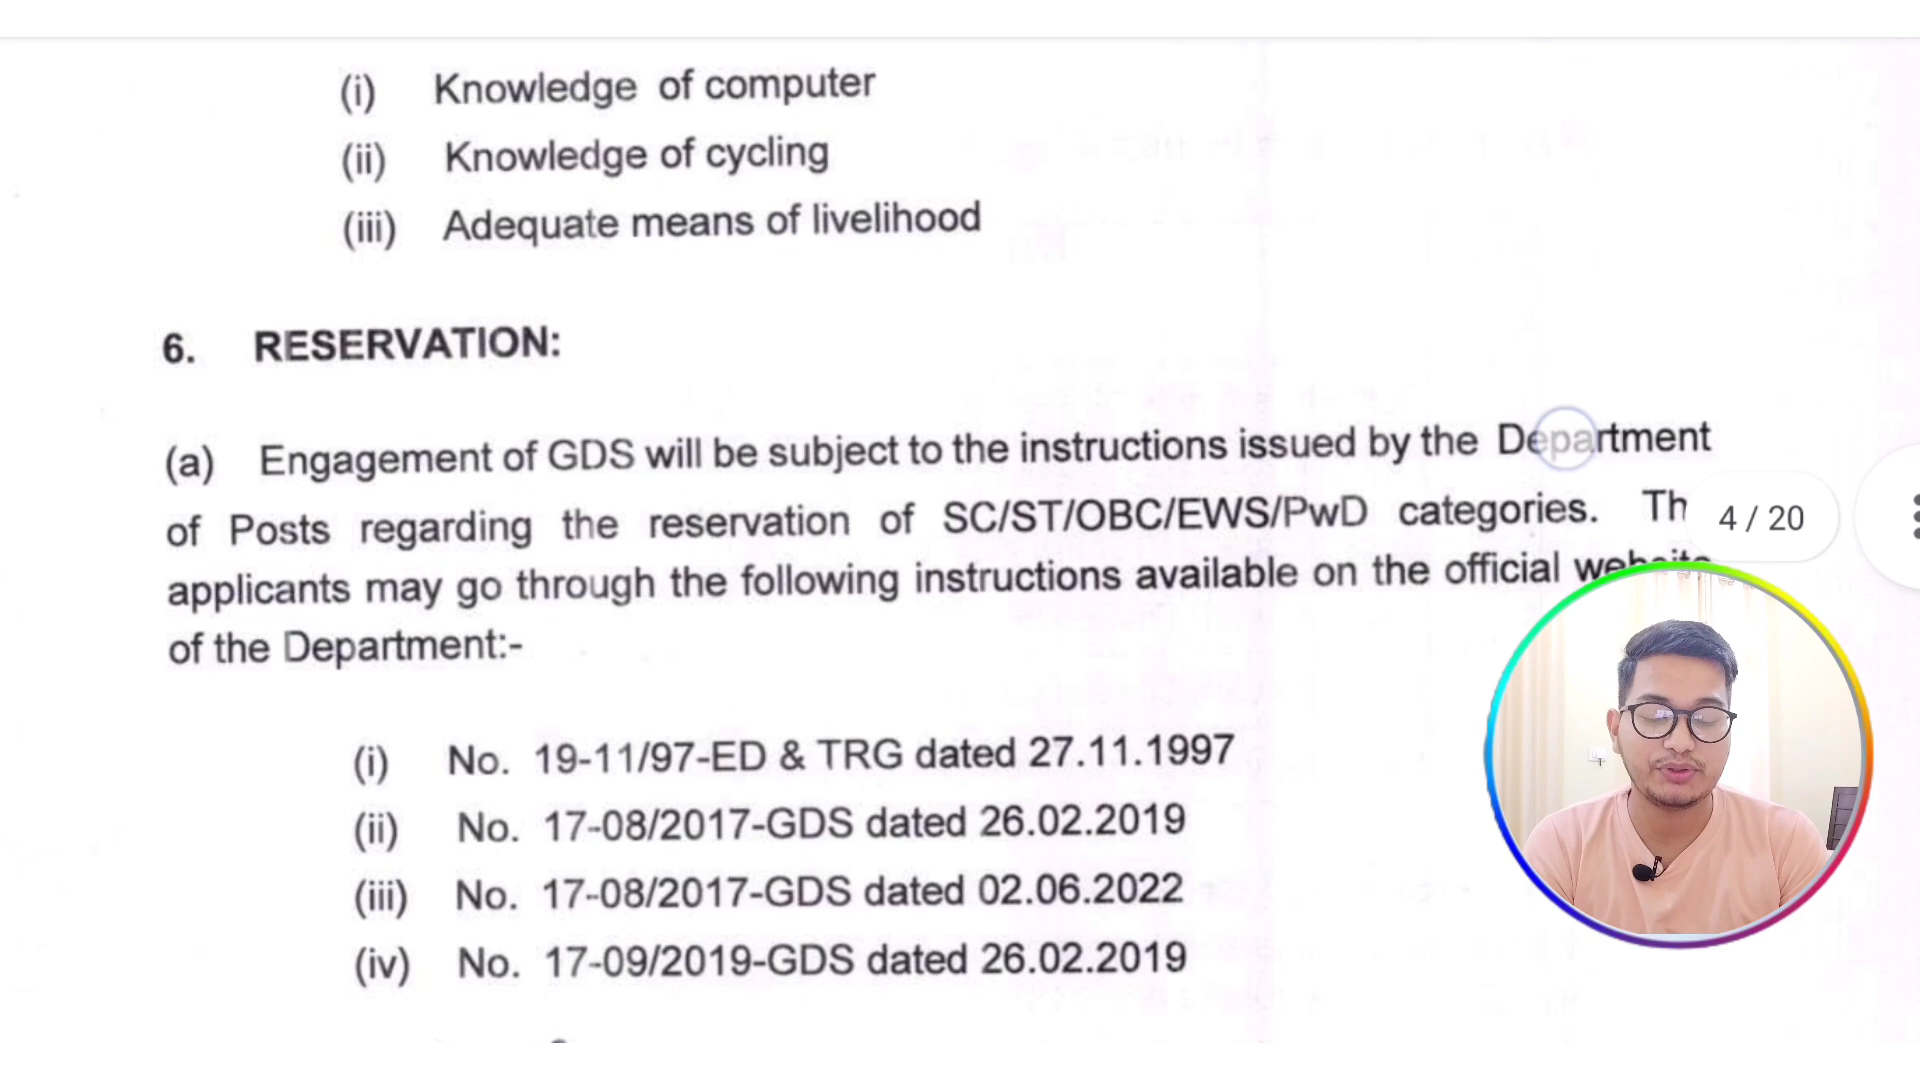 (i) Knowledge of computer
(ii) Knowledge of cycling
(iii) Adequate means of livelihood
6. RESERVATION:
(a) Engagement of GDS will be subject to the instructions issued by the Department
of Posts regarding the reservation of SC/ST/OBC/EWS/PwD categories. Th
4 / 20
applicants may go through the following instructions available on the official website
of the Department:-
(i) No. 19-11/97-ED & TRG dated 27.11.1997
(ii) No. 17-08/2017-GDS dated 26.02.2019
(iii) No. 17-08/2017-GDS dated 02.06.2022
(iv) No. 17-09/2019-GDS dated 26.02.2019